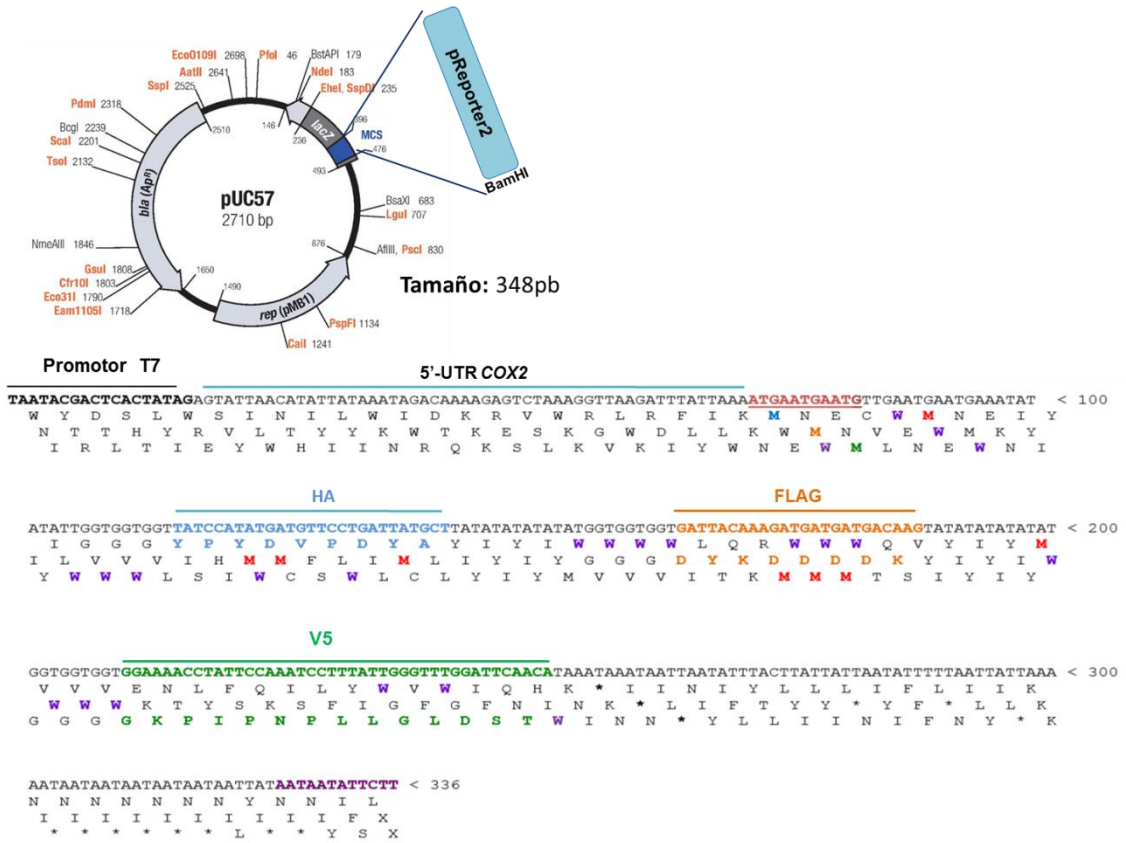 Eco0109I 2698
PfoI 46
BstAPI 179
AatII 2641
NdeI 183
SspI 2525
EheI, SspDI 235
PdmI 2318
2510
146
236
lacZ
396
MCS
476
493
BcgI 2239
ScaI 2201
TsoI 2132
bla (ApR)
pUC57
2710 bp
BsaXI 683
LguI 707
NmeAIII 1846
AflIII, PscI 830
876
GsuI 1808
Cfr10I 1803
Eco31I 1790
Eam1105I 1718
1650
1490
rep (pMB1)
PspFI 1134
CaiI 1241
pReporter2
BamHI
Tamaño: 348pb
Promotor T7
5'-UTR COX2
TAATACGACTCACTATAGAGTATTAACATATTATAAATAGACAAAAGAGTCTAAAGGTTAAGATTTATTAAAATGAATGAATGTTGAATGAATGAAATAT < 100
W Y D S L W S I N I L W I D K R V W R L R F I K M N E C W M N E I Y
N T T H Y R V L T Y Y K W T K E S K G W D L L K W M N V E W M K Y
I R L T I E Y W H I I N R Q K S L K V K I Y W N E W M L N E W N I
HA
FLAG
ATATTGGTGGTGGTTATCCATATGATGTTCCTGATTATGCTTATATATATATATGGTGGTGGTGATTACAAAGATGATGATGACAAGTATATATATATAT < 200
I G G G Y P Y D V P D Y A Y I Y I W W W W L Q R W W W Q V Y I Y M
I L V V V I H M M F L I M L I Y I Y G G G D Y K D D D D K Y I Y I W
Y W W W L S I W C S W L C L Y I Y M V V V I T K M M M T S I Y I Y
V5
GGTGGTGGTGGAAAACCTATTCCAAATCCTTTATTGGGTTTGGATTCAACATAAATAAATAATTAATATTTACTTATTATTAATATTTTTAATTATTAAA < 300
V V V E N L F Q I L Y W V W I Q H K * I I N I Y L L L I F L I I K
W W W K T Y S K S F I G F G F N I N K * L I F T Y Y * Y F * L L K
G G G G K P I P N P L L G L D S T W I N N * Y L L I I N I F N Y * K
AATAATAATAATAATAATAATTATAATAATATTCTT < 336
N N N N N N N Y N N I L
I I I I I I I I I I F X
* * * * * * L * * Y S X